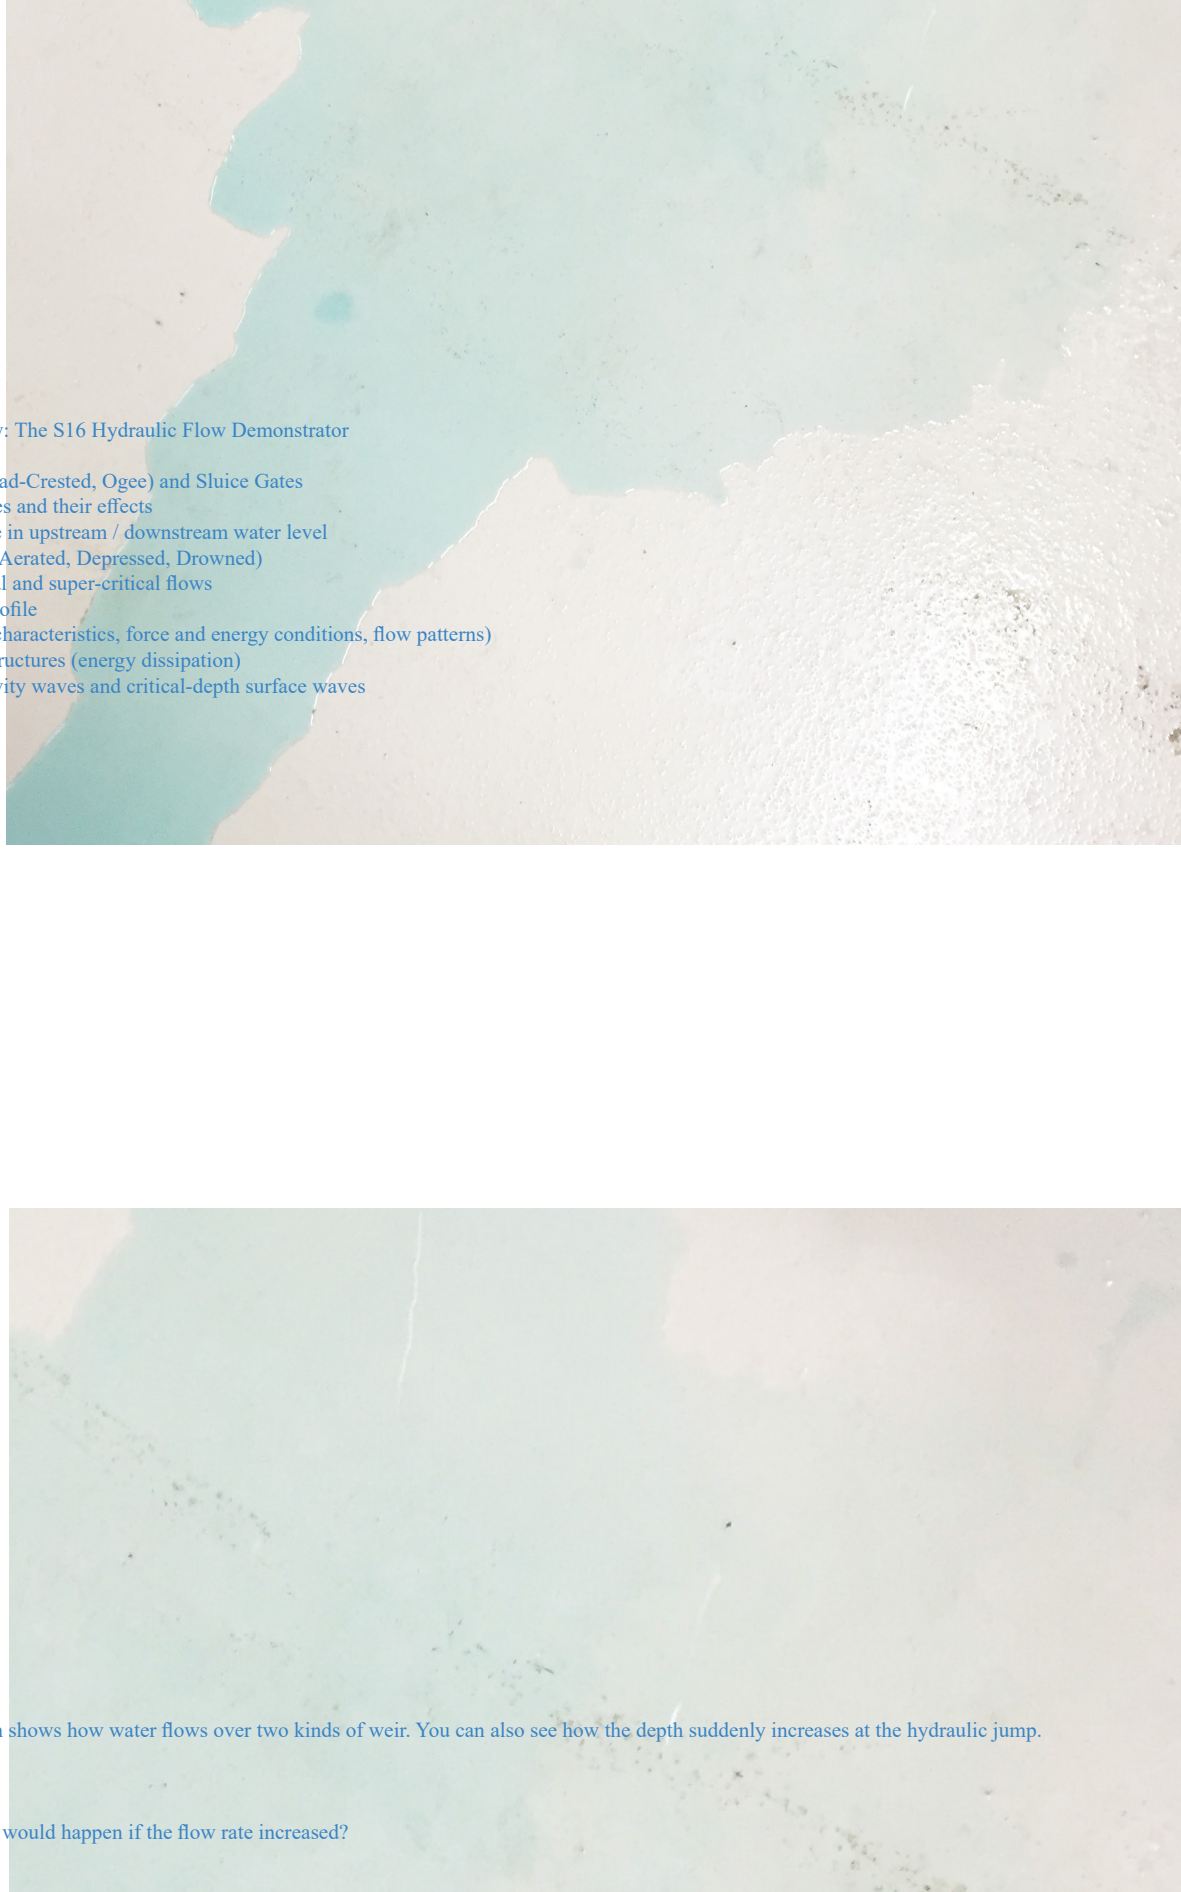 : The S16 Hydraulic Flow Demonstrator
ad-Crested, Ogee) and Sluice Gates
s and their effects
in upstream / downstream water level
Aerated, Depressed, Drowned)
l and super-critical flows
ofile
characteristics, force and energy conditions, flow patterns)
ructures (energy dissipation)
vity waves and critical-depth surface waves
shows how water flows over two kinds of weir. You can also see how the depth suddenly increases at the hydraulic jump.
would happen if the flow rate increased?